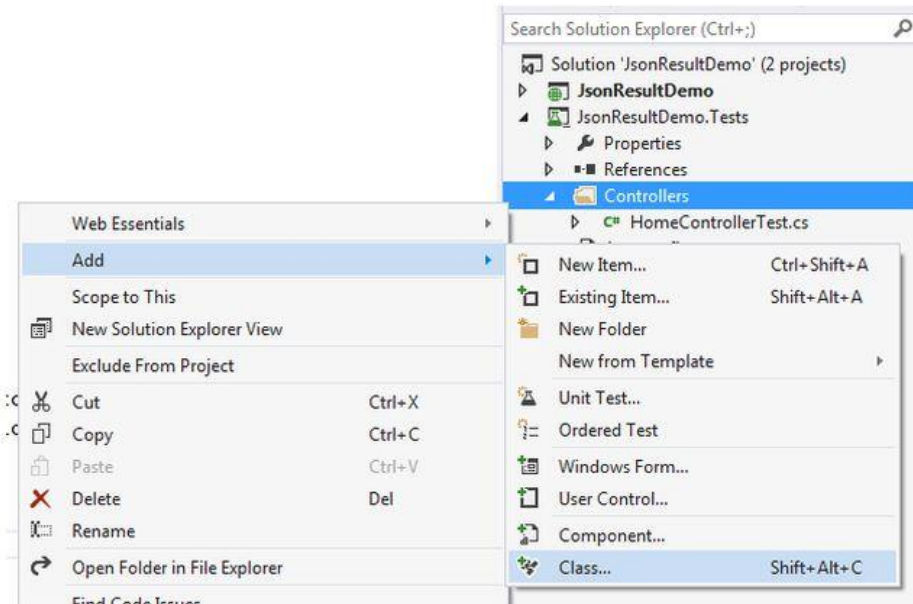 Search Solution Explorer (Ctrl+;)
Solution 'JsonResultDemo' (2 projects)
JsonResultDemo
JsonResultDemo.Tests
Properties
References
Controllers
C# HomeControllerTest.cs
Web Essentials
Add
Scope to This
New Solution Explorer View
Exclude From Project
Cut Ctrl+X
Copy Ctrl+C
Paste Ctrl+V
Delete Del
Rename
Open Folder in File Explorer
Find Code Issues
New Item... Ctrl+Shift+A
Existing Item... Shift+Alt+A
New Folder
New from Template
Unit Test...
Ordered Test
Windows Form...
User Control...
Component...
Class... Shift+Alt+C